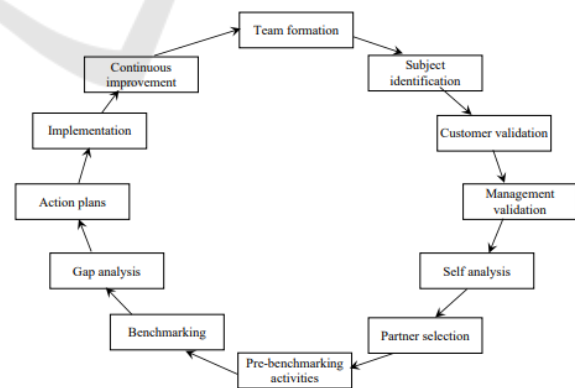 Team formation
Subject
identification
Customer validation
Management
validation
Self analysis
Partner selection
Pre-benchmarking
activities
Benchmarking
Gap analysis
Action plans
Implementation
Continuous
improvement